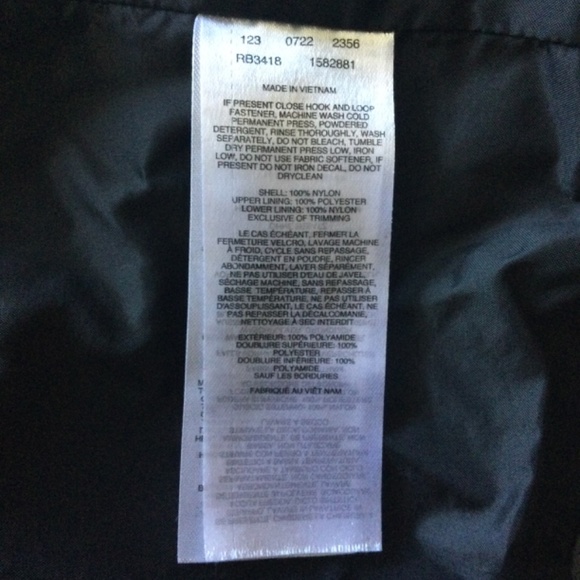 123 0722 2356
RB3418 1582881
MADE IN VIETNAM
IF PRESENT CLOSE HOOK AND LOOP
FASTENER, MACHINE WASH COLD
PERMANENT PRESS, POWDERED
DETERGENT, RINSE THOROUGHLY, WASH
SEPARATELY, DO NOT BLEACH, TUMBLE
DRY PERMANENT PRESS LOW, IRON
LOW, DO NOT USE FABRIC SOFTENER, IF
PRESENT DO NOT IRON DECAL, DO NOT
DRYCLEAN
SHELL: 100% NYLON
UPPER LINING: 100% POLYESTER
LOWER LINING: 100% NYLON
EXCLUSIVE OF TRIMMING
LE CAS ÉCHÉANT, FERMER LA
FERMETURE VELCRO, LAVAGE MACHINE
À FROID, CYCLE SANS REPASSAGE,
DÉTERGENT EN POUDRE, RINCER
ABONDAMMENT, LAVER SÉPARÉMENT,
NE PAS UTILISER D'EAU DE JAVEL,
SÉCHAGE MACHINE, SANS REPASSAGE,
BASSE TEMPÉRATURE, REPASSER À
BASSE TEMPÉRATURE, NE PAS UTILISER
D'ASSOUPLISSANT, LE CAS ÉCHÉANT, NE
PAS REPASSER LA DÉCALCOMANIE,
NETTOYAGE À SEC INTERDIT
EXTÉRIEUR: 100% POLYAMIDE
DOUBLURE SUPÉRIEURE: 100%
POLYESTER
DOUBLURE INFÉRIEURE: 100%
POLYAMIDE
SAUF LES BORDURES
FABRIQUÉ AU VIÊT NAM